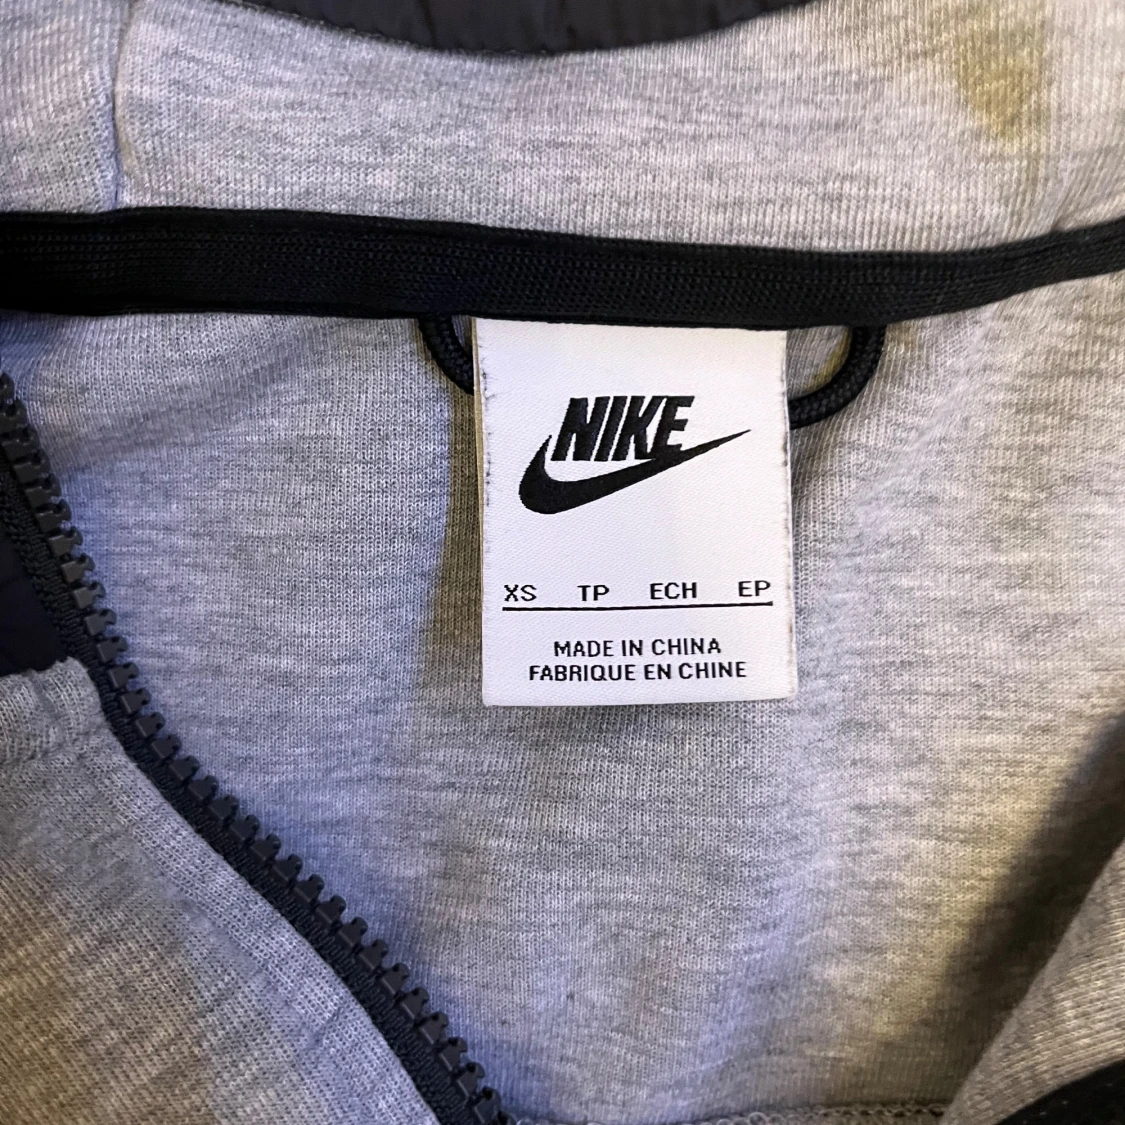 NIKE
XS TP ECH EP
MADE IN CHINA
FABRIQUE EN CHINE